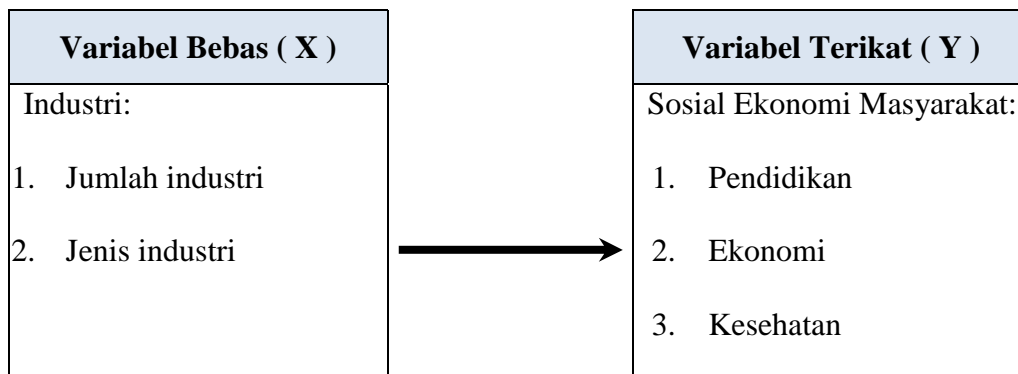 Variabel Bebas ( X )
Industri:
1. Jumlah industri
2. Jenis industri
Variabel Terikat ( Y )
Sosial Ekonomi Masyarakat:
1. Pendidikan
2. Ekonomi
3. Kesehatan